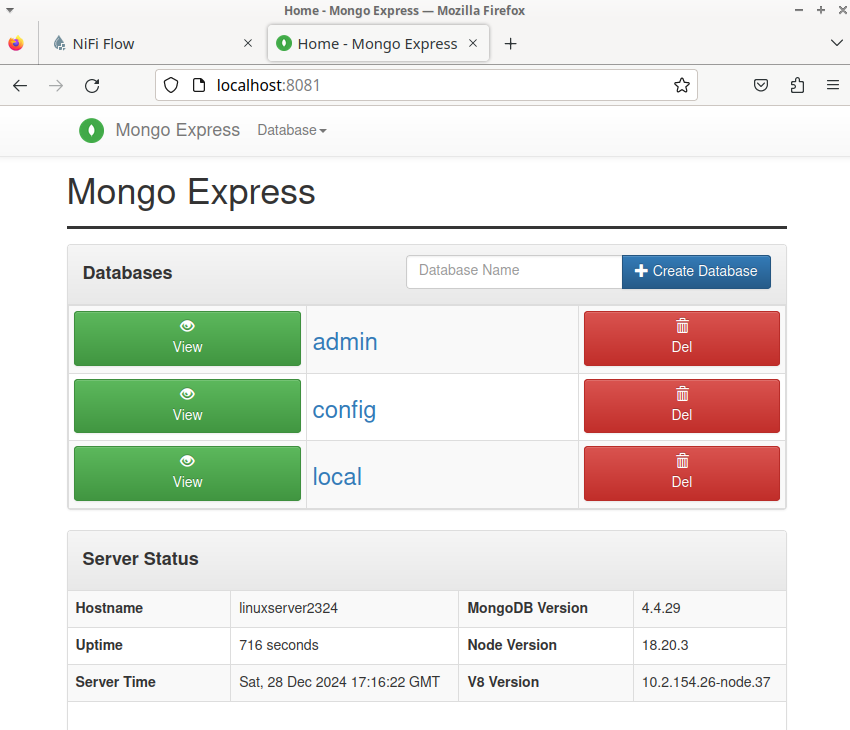 Home - Mongo Express — Mozilla Firefox
NiFi Flow
Home - Mongo Express
localhost:8081
Mongo Express Database
Mongo Express
Databases Database Name Create Database
View admin Del
View config Del
View local Del
Server Status
Hostname linuxserver2324 MongoDB Version 4.4.29
Uptime 716 seconds Node Version 18.20.3
Server Time Sat, 28 Dec 2024 17:16:22 GMT V8 Version 10.2.154.26-node.37